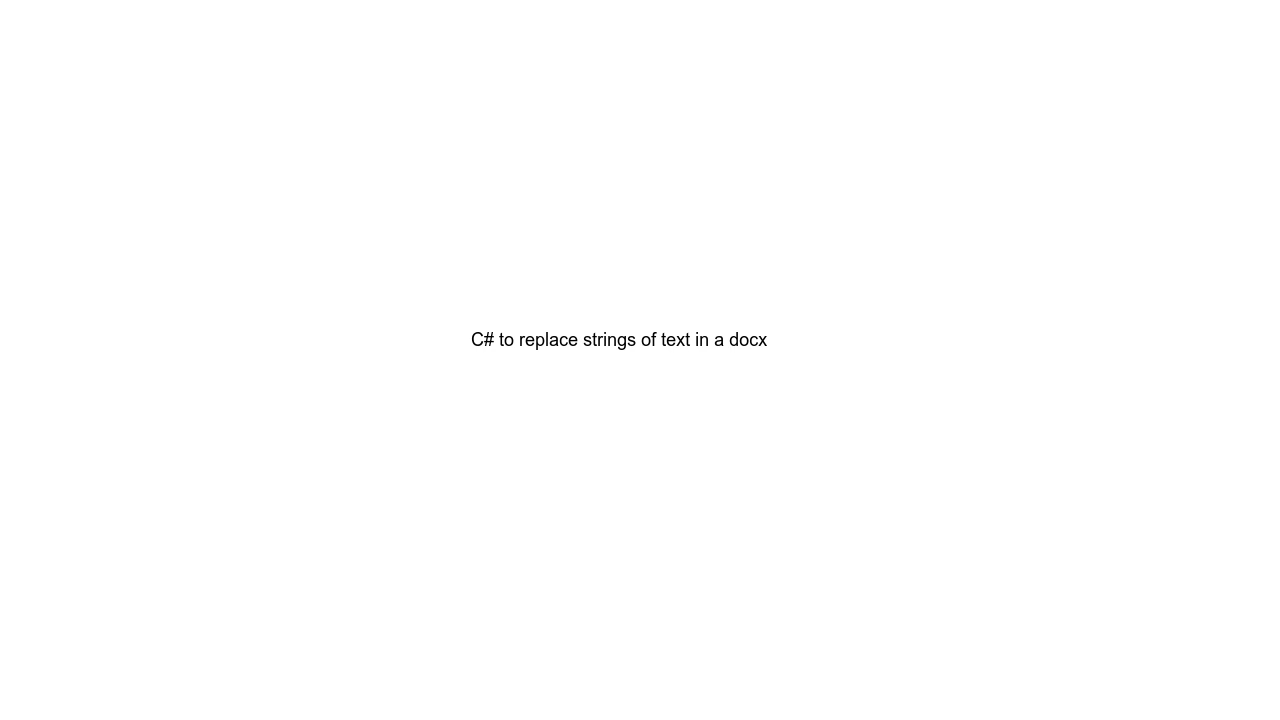 C# to replace strings of text in a docx